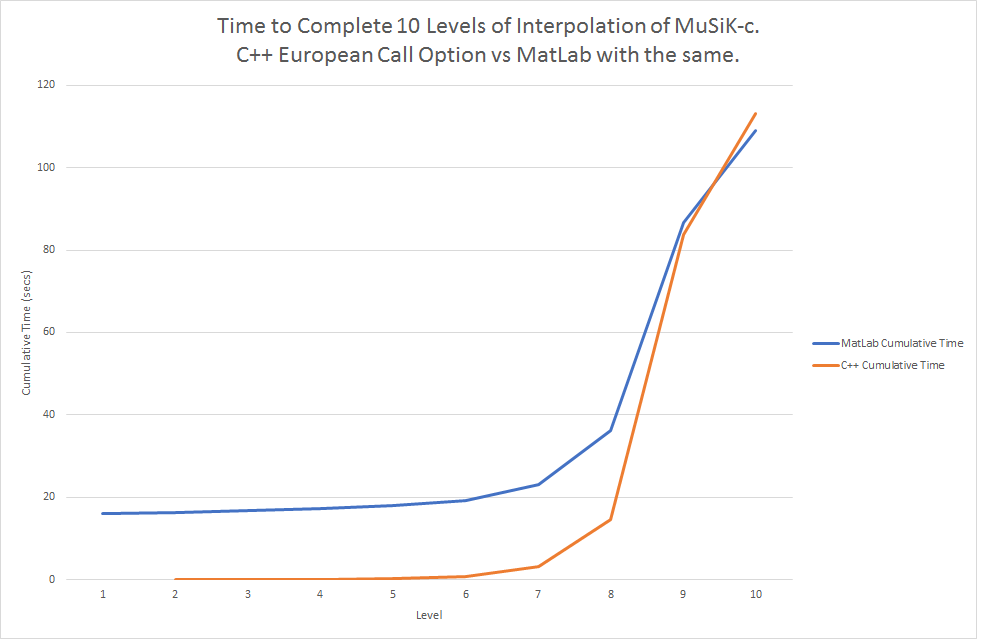 Time to Complete 10 Levels of Interpolation of MuSiK-c.
C++ European Call Option vs MatLab with the same.
120
100
80
60
40
20
0
Cumulative Time (secs)
1 2 3 4 5 6 7 8 9 10
Level
MatLab Cumulative Time
C++ Cumulative Time